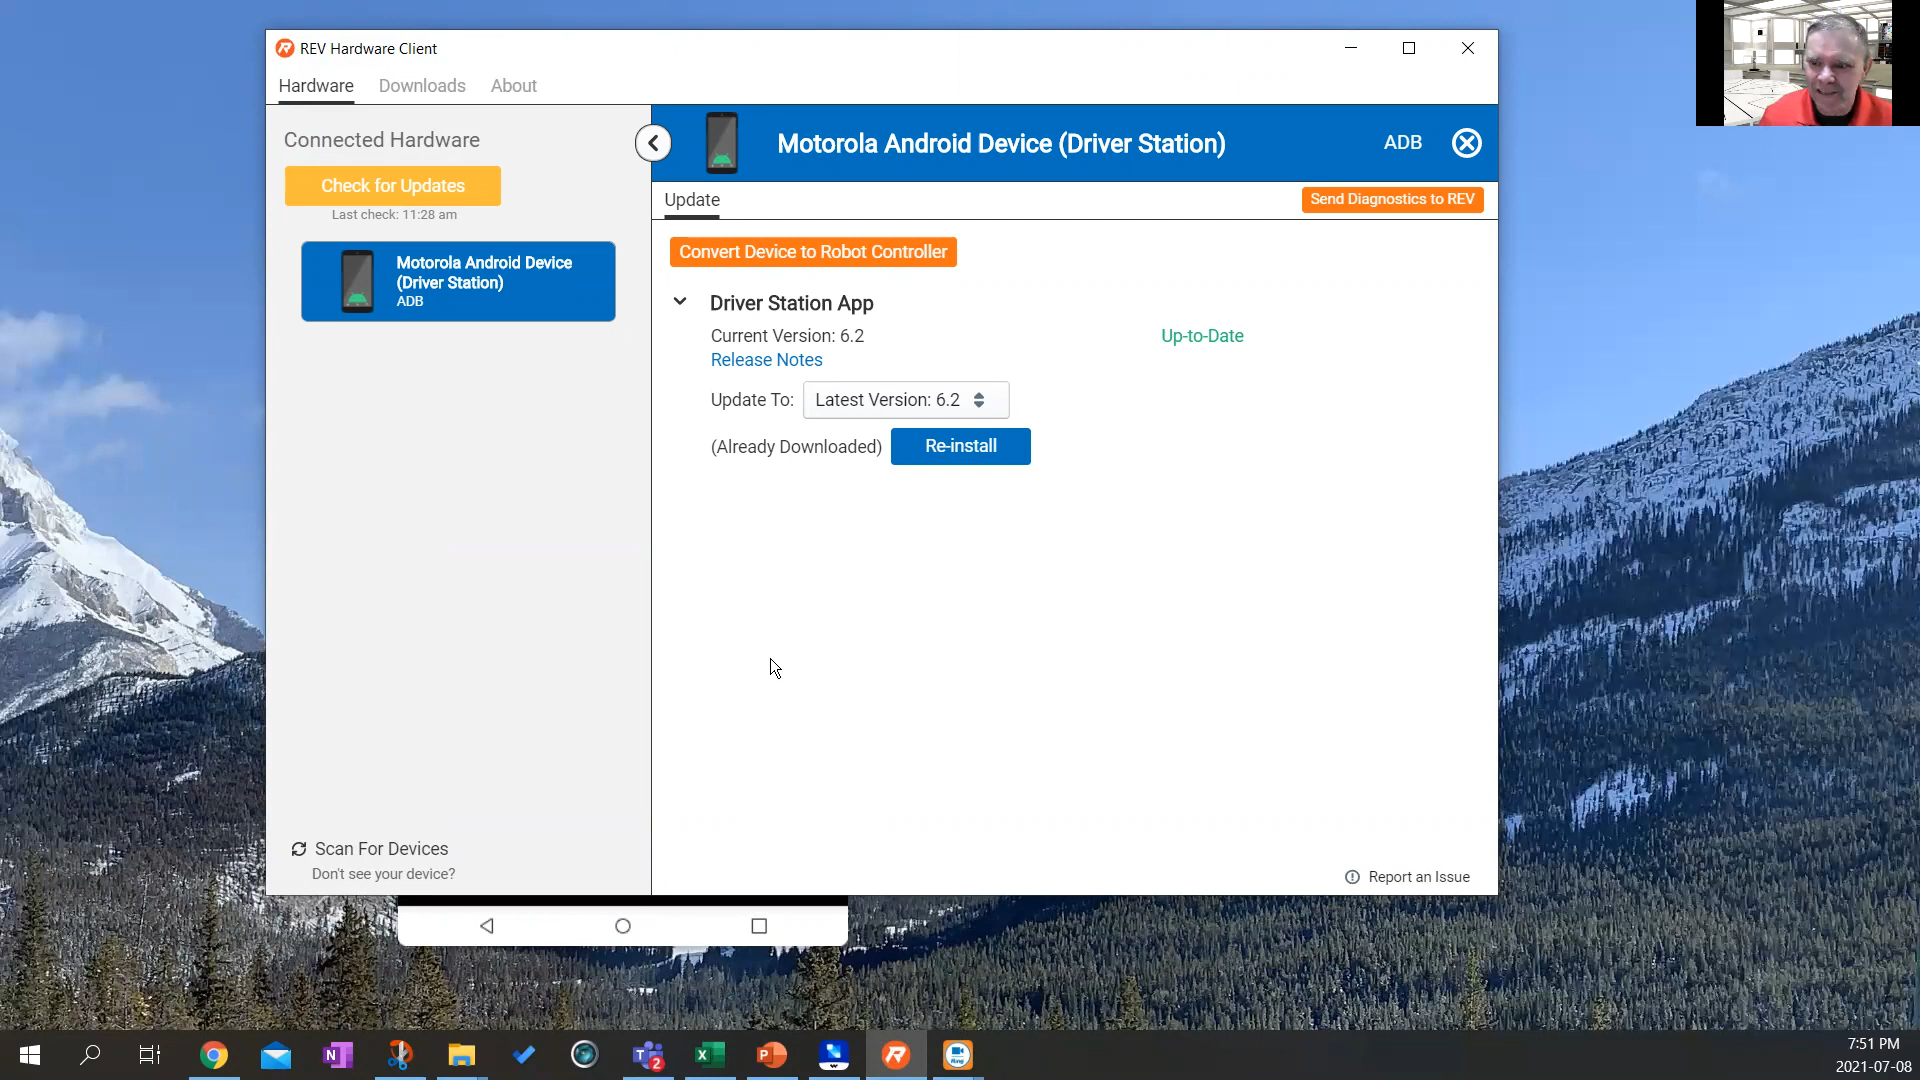 REV Hardware Client
Hardware Downloads About
Connected Hardware
Check for Updates
Last check: 11:28 am
Motorola Android Device
(Driver Station)
ADB
Motorola Android Device (Driver Station)
ADB
Update
Send Diagnostics to REV
Convert Device to Robot Controller
Driver Station App
Current Version: 6.2
Up-to-Date
Release Notes
Update To: Latest Version: 6.2
(Already Downloaded) Re-install
Scan For Devices
Don't see your device?
Report an Issue
7:51 PM
2021-07-08
2